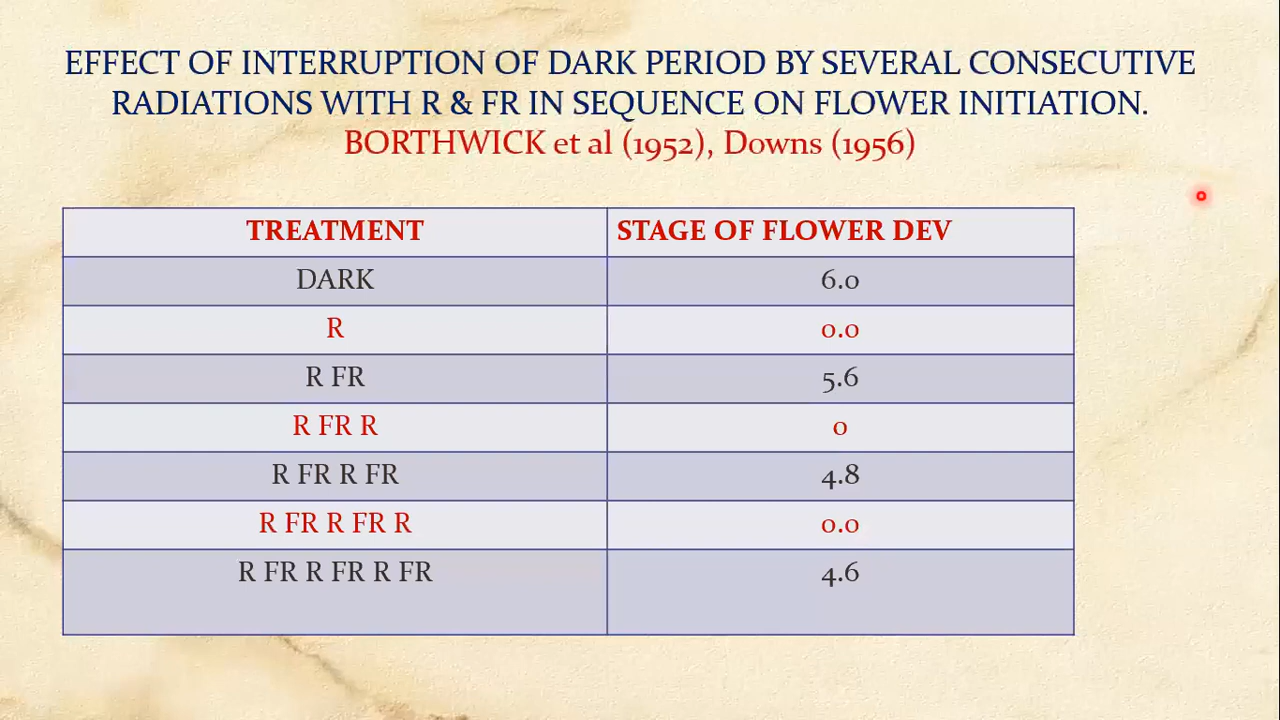 EFFECT OF INTERRUPTION OF DARK PERIOD BY SEVERAL CONSECUTIVE
RADIATIONS WITH R & FR IN SEQUENCE ON FLOWER INITIATION.
BORTHWICK et al (1952), Downs (1956)
TREATMENT STAGE OF FLOWER DEV
DARK 6.0
R 0.0
R FR 5.6
R FR R 0
R FR R FR 4.8
R FR R FR R 0.0
R FR R FR R FR 4.6